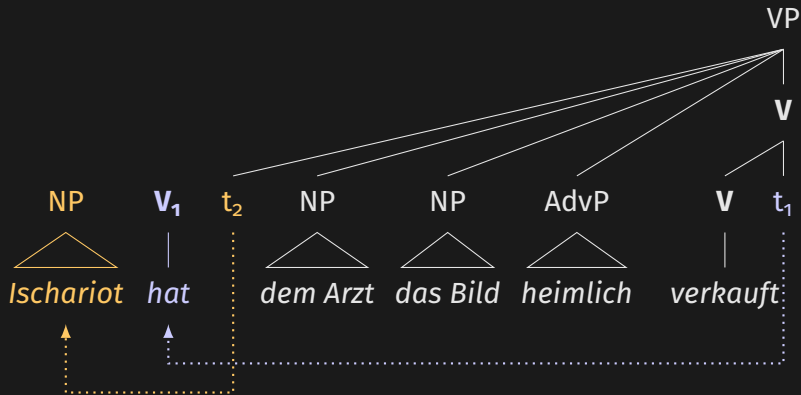 VP
V
NP V₁ t₂ NP NP AdvP V t₁
Ischariot hat dem Arzt das Bild heimlich verkauft